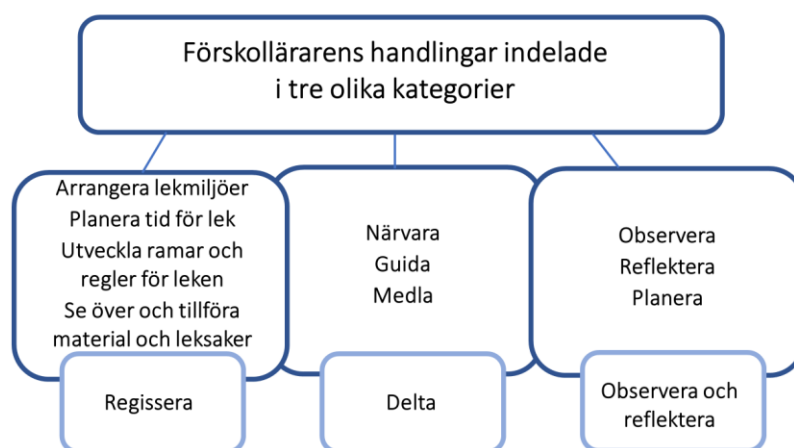 Förskollärarens handlingar indelade
i tre olika kategorier
Arrangera lekmiljöer
Planera tid för lek
Utveckla ramar och
regler för leken
Se över och tillföra
material och leksaker
Regissera
Närvara
Guida
Medla
Delta
Observera
Reflektera
Planera
Observera och
reflektera